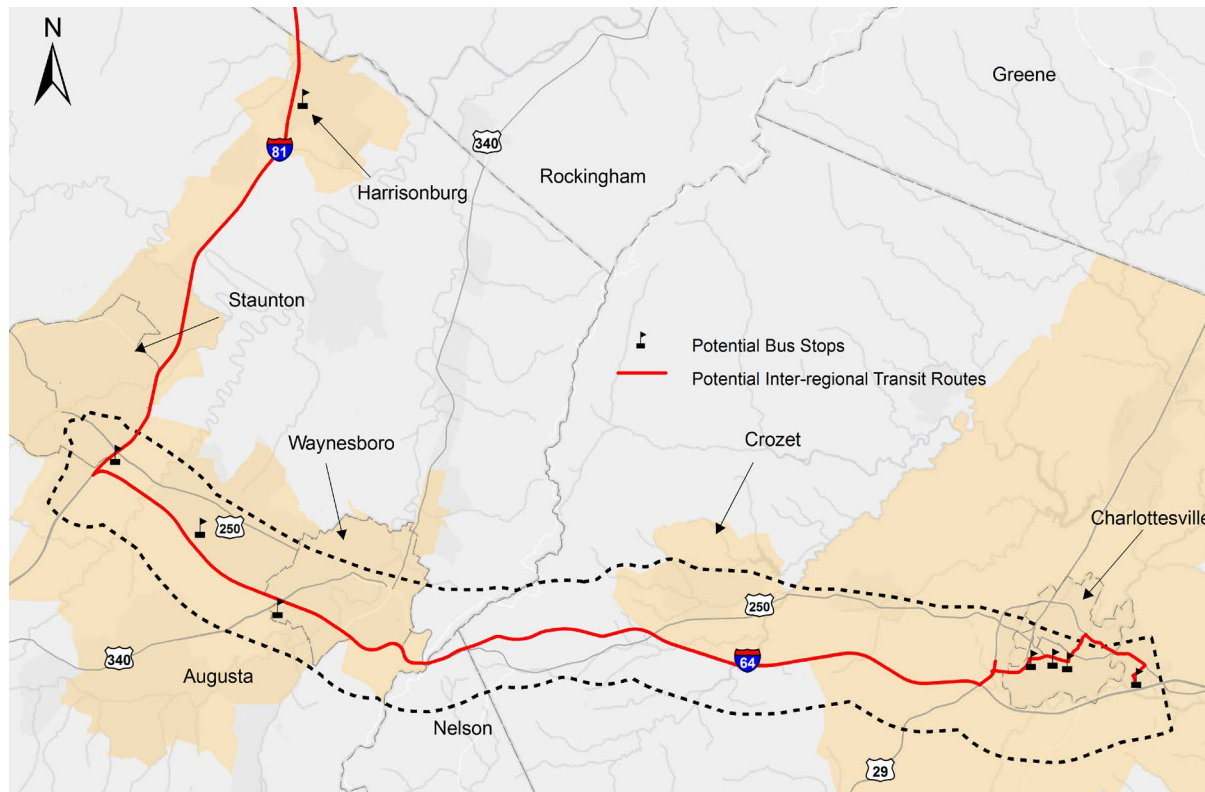 N
Greene
340
81
Rockingham
Harrisonburg
Staunton
Potential Bus Stops
Potential Inter-regional Transit Routes
Waynesboro
Crozet
Charlottesville
250
250
340
64
Augusta
Nelson
29